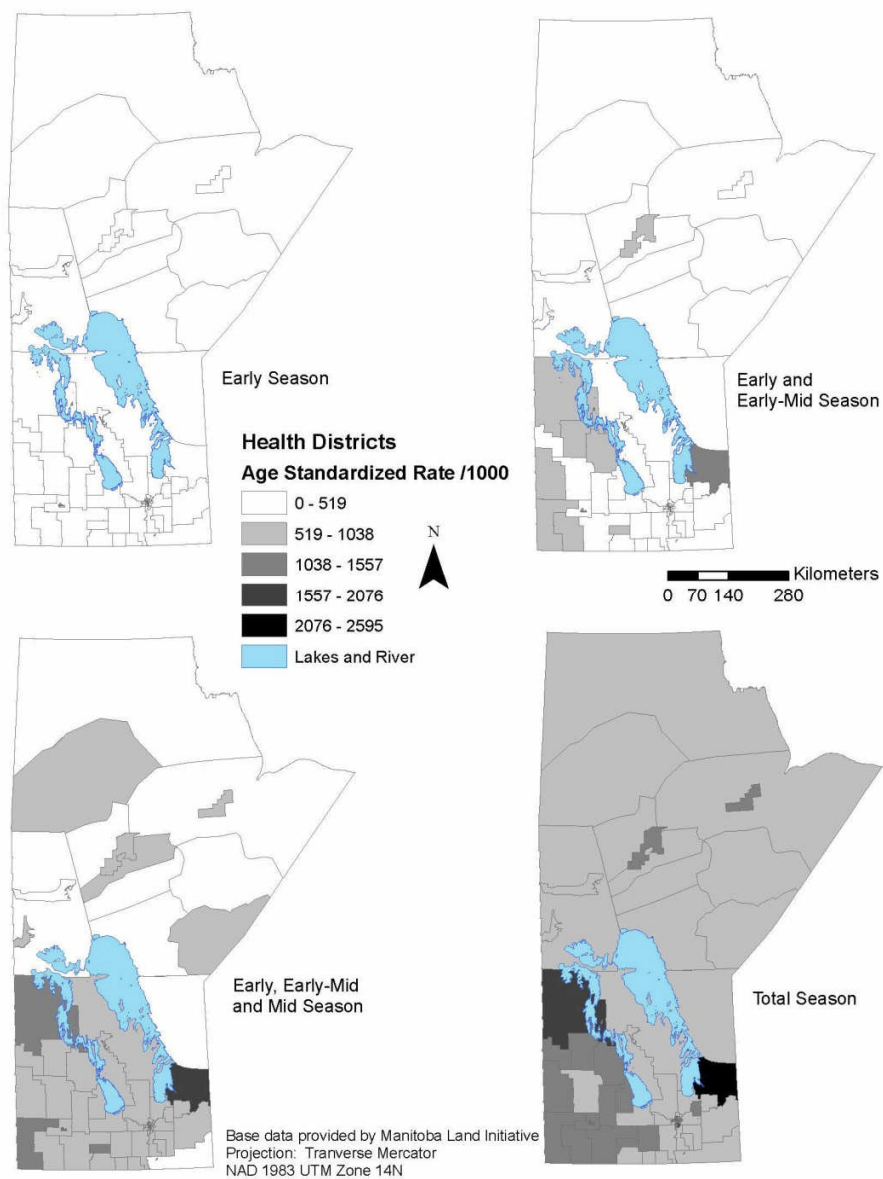 Early Season
Early and
Early-Mid Season
Health Districts
Age Standardized Rate /1000
0 - 519
519 - 1038
1038 - 1557
1557 - 2076
2076 - 2595
Lakes and River
N
Kilometers
0 70 140 280
Early, Early-Mid
and Mid Season
Total Season
Base data provided by Manitoba Land Initiative
Projection: Tranverse Mercator
NAD 1983 UTM Zone 14N